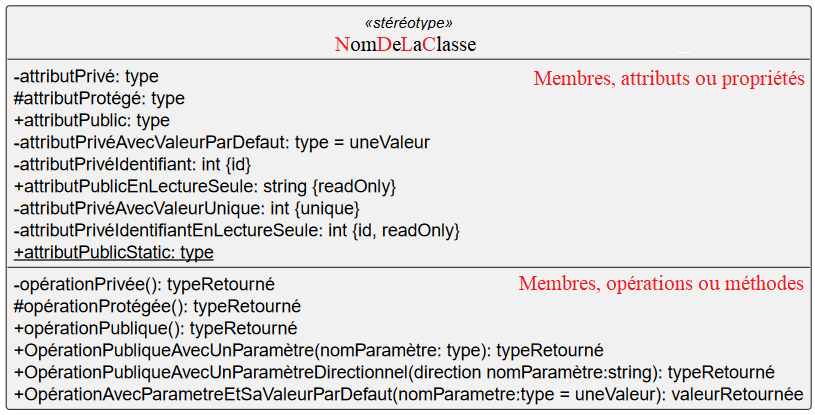 «stéréotype»
NomDeLaClasse
-attributPrivé: type
Membres, attributs ou propriétés
#attributProtégé: type
+attributPublic: type
-attributPrivéAvecValeurParDefaut: type = uneValeur
-attributPrivéIdentifiant: int {id}
+attributPublicEnLectureSeule: string {readOnly}
-attributPrivéAvecValeurUnique: int {unique}
-attributPrivéIdentifiantEnLectureSeule: int {id, readOnly}
+attributPublicStatic: type
-opérationPrivée(): typeRetourné
Membres, opérations ou méthodes
#opérationProtégée(): typeRetourné
+opérationPublique(): typeRetourné
+OpérationPubliqueAvecUnParamètre(nomParamètre: type): typeRetourné
+OpérationPubliqueAvecUnParamètreDirectionnel(direction nomParamètre:string): typeRetourné
+OpérationAvecParametreEtSaValeurParDefaut(nomParametre:type = uneValeur): valeurRetournée